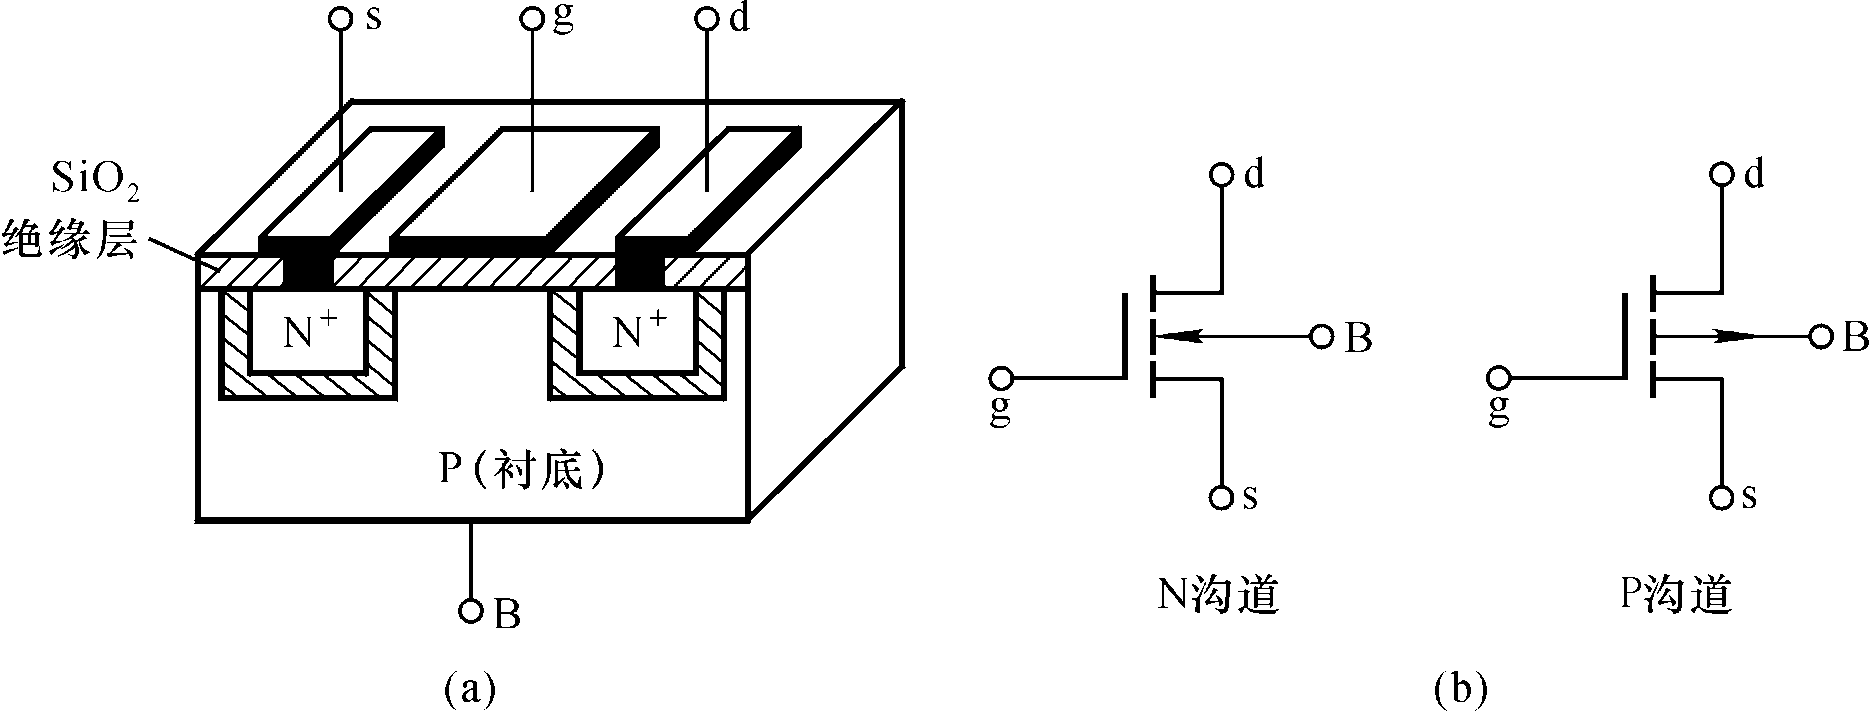 s g d
SiO₂
绝缘层
N⁺ N⁺
P(衬底)
B
(a)
d d
B B
g g
s s
N沟道 P沟道
(b)